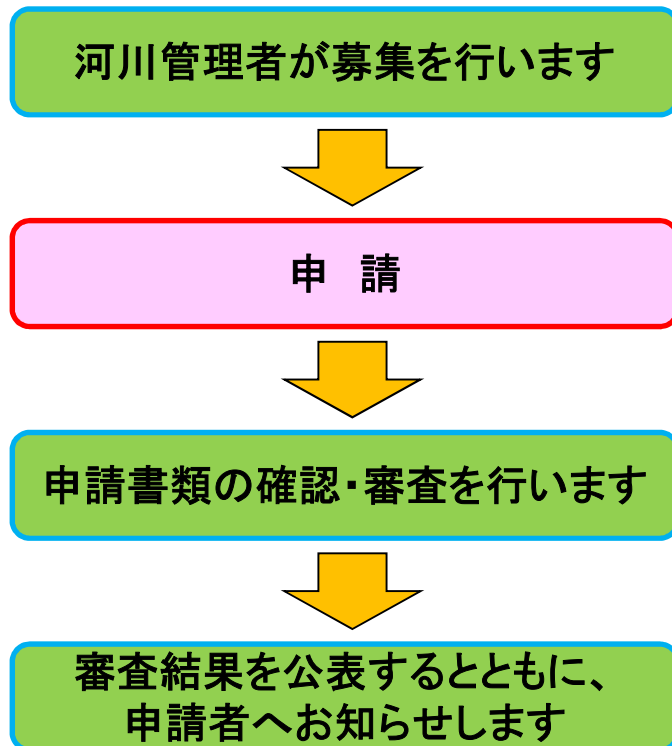 河川管理者が募集を行います
申　請
申請書類の確認・審査を行います
審査結果を公表するとともに、
申請者へお知らせします